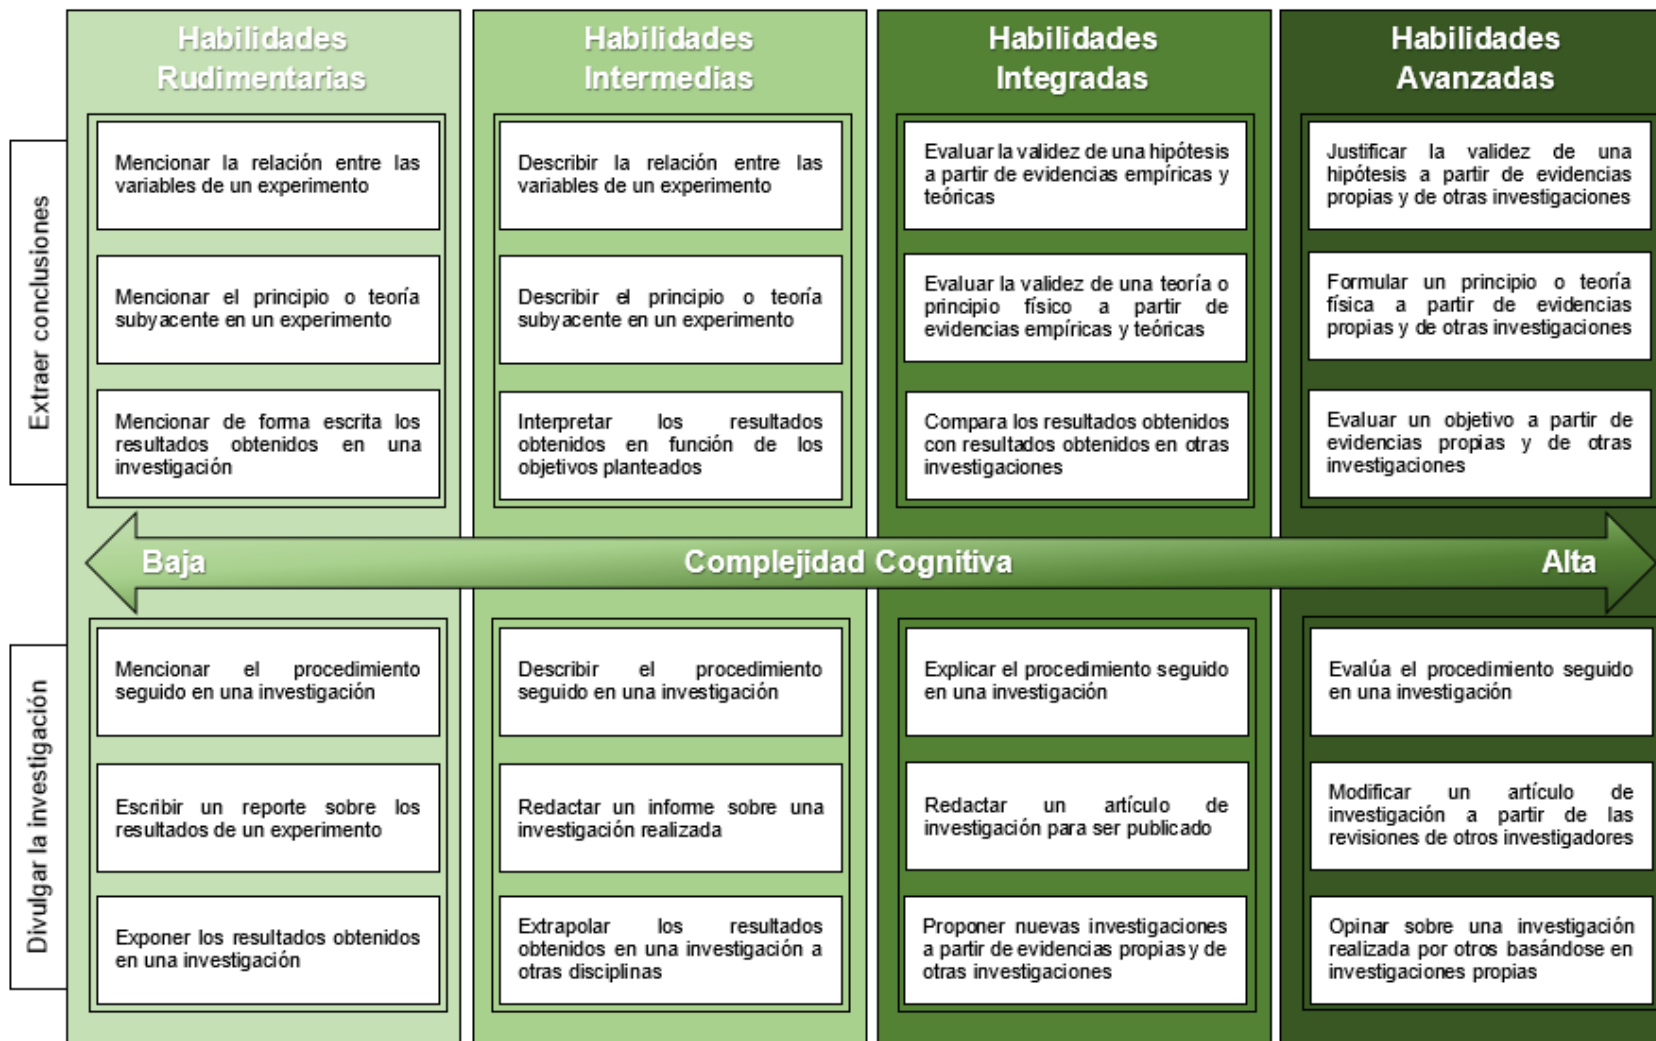 Habilidades
Rudimentarias
Habilidades
Intermedias
Habilidades
Integradas
Habilidades
Avanzadas
Extraer conclusiones
Mencionar la relación entre las
variables de un experimento
Describir la relación entre las
variables de un experimento
Evaluar la validez de una hipótesis
a partir de evidencias empíricas y
teóricas
Justificar la validez de una
hipótesis a partir de evidencias
propias y de otras investigaciones
Mencionar el principio o teoría
subyacente en un experimento
Describir el principio o teoría
subyacente en un experimento
Evaluar la validez de una teoría o
principio físico a partir de
evidencias empíricas y teóricas
Formular un principio o teoría
física a partir de evidencias
propias y de otras investigaciones
Mencionar de forma escrita los
resultados obtenidos en una
investigación
Interpretar los resultados
obtenidos en función de los
objetivos planteados
Compara los resultados obtenidos
con resultados obtenidos en otras
investigaciones
Evaluar un objetivo a partir de
evidencias propias y de otras
investigaciones
Baja
Complejidad Cognitiva
Alta
Divulgar la investigación
Mencionar el procedimiento
seguido en una investigación
Describir el procedimiento
seguido en una investigación
Explicar el procedimiento seguido
en una investigación
Evalúa el procedimiento seguido
en una investigación
Escribir un reporte sobre los
resultados de un experimento
Redactar un informe sobre una
investigación realizada
Redactar un artículo de
investigación para ser publicado
Modificar un artículo de
investigación a partir de las
revisiones de otros investigadores
Exponer los resultados obtenidos
en una investigación
Extrapolar los resultados
obtenidos en una investigación a
otras disciplinas
Proponer nuevas investigaciones
a partir de evidencias propias y de
otras investigaciones
Opinar sobre una investigación
realizada por otros basándose en
investigaciones propias